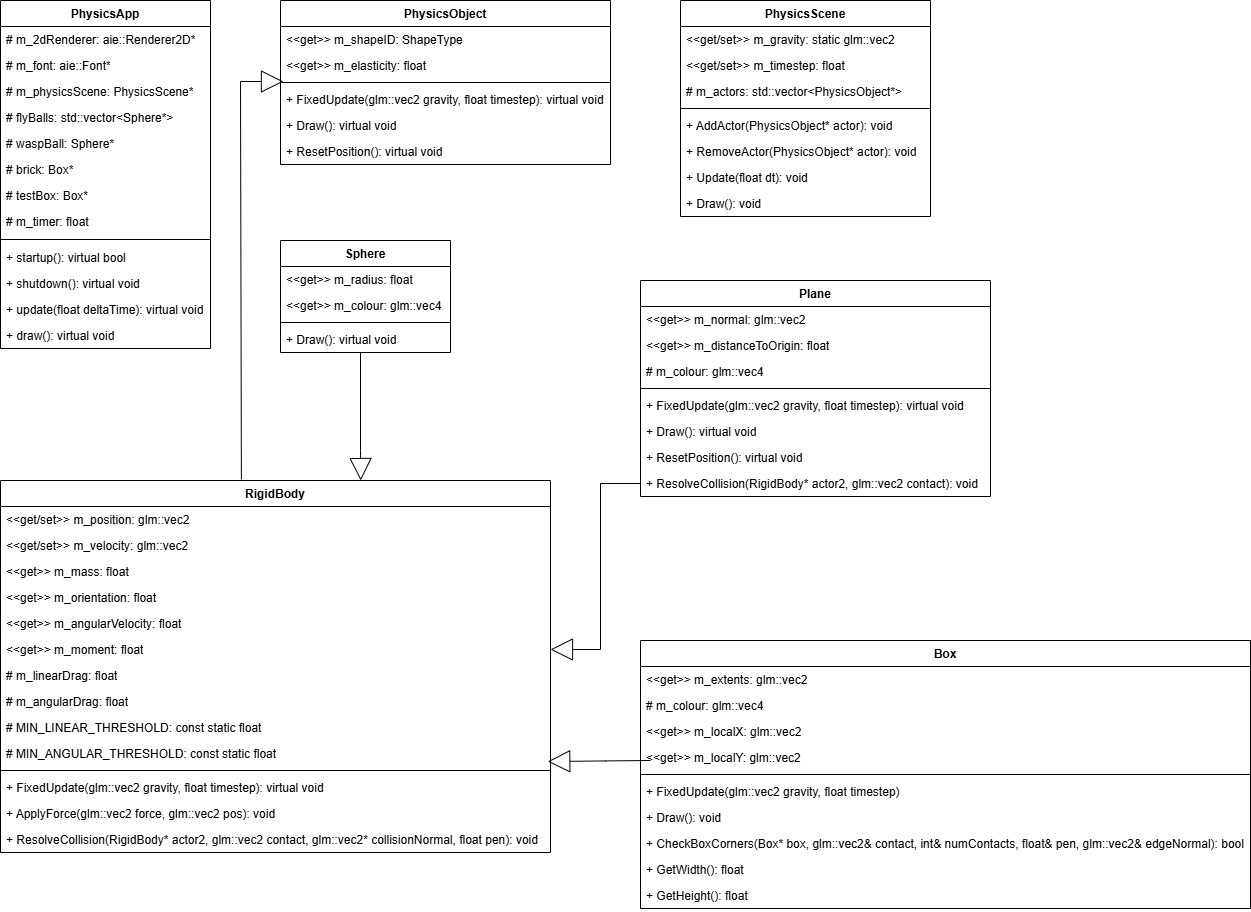 PhysicsApp
# m_2dRenderer: aie::Renderer2D*
# m_font: aie::Font*
# m_physicsScene: PhysicsScene*
# flyBalls: std::vector<Sphere*>
# waspBall: Sphere*
# brick: Box*
# testBox: Box*
# m_timer: float
+ startup(): virtual bool
+ shutdown(): virtual void
+ update(float deltaTime): virtual void
+ draw(): virtual void
PhysicsObject
<<get>> m_shapeID: ShapeType
<<get>> m_elasticity: float
+ FixedUpdate(glm::vec2 gravity, float timestep): virtual void
+ Draw(): virtual void
+ ResetPosition(): virtual void
PhysicsScene
<<get/set>> m_gravity: static glm::vec2
<<get/set>> m_timestep: float
# m_actors: std::vector<PhysicsObject*>
+ AddActor(PhysicsObject* actor): void
+ RemoveActor(PhysicsObject* actor): void
+ Update(float dt): void
+ Draw(): void
Sphere
<<get>> m_radius: float
<<get>> m_colour: glm::vec4
+ Draw(): virtual void
Plane
<<get>> m_normal: glm::vec2
<<get>> m_distanceToOrigin: float
# m_colour: glm::vec4
+ FixedUpdate(glm::vec2 gravity, float timestep): virtual void
+ Draw(): virtual void
+ ResetPosition(): virtual void
+ ResolveCollision(RigidBody* actor2, glm::vec2 contact): void
RigidBody
<<get/set>> m_position: glm::vec2
<<get/set>> m_velocity: glm::vec2
<<get>> m_mass: float
<<get>> m_orientation: float
<<get>> m_angularVelocity: float
<<get>> m_moment: float
# m_linearDrag: float
# m_angularDrag: float
# MIN_LINEAR_THRESHOLD: const static float
# MIN_ANGULAR_THRESHOLD: const static float
+ FixedUpdate(glm::vec2 gravity, float timestep): virtual void
+ ApplyForce(glm::vec2 force, glm::vec2 pos): void
+ ResolveCollision(RigidBody* actor2, glm::vec2 contact, glm::vec2* collisionNormal, float pen): void
Box
<<get>> m_extents: glm::vec2
# m_colour: glm::vec4
<<get>> m_localX: glm::vec2
<<get>> m_localY: glm::vec2
+ FixedUpdate(glm::vec2 gravity, float timestep)
+ Draw(): void
+ CheckBoxCorners(Box* box, glm::vec2& contact, int& numContacts, float& pen, glm::vec2& edgeNormal): bool
+ GetWidth(): float
+ GetHeight(): float